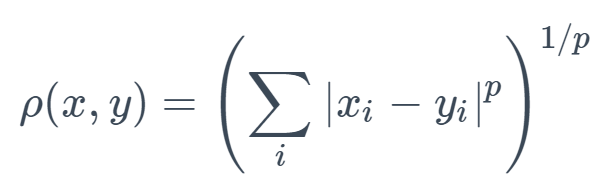 ρ(x, y) = (∑_i |x_i − y_i|^p)^{1/p}